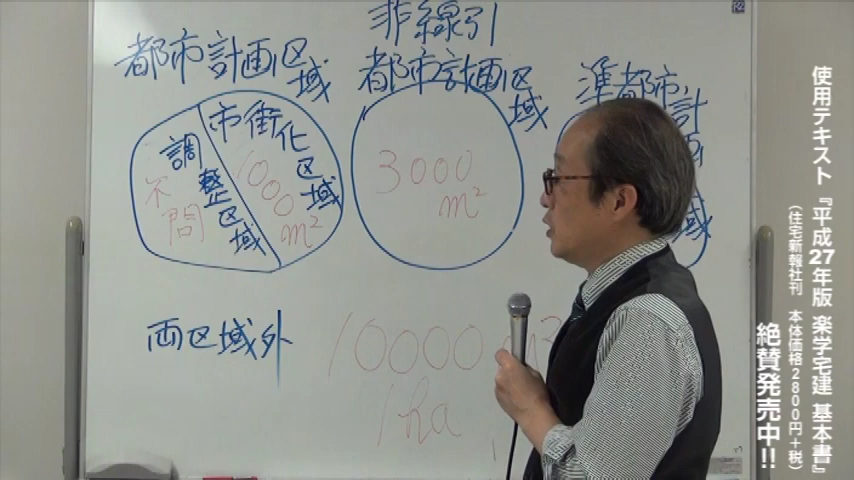 都市計画区域
調整区域
不問
市街化区域
1000
m²
非線引
都市計画区域
3000
m²
準都市計
域
両区域外
10000 m²
1ha
使用テキスト『平成27年版 楽学宅建 基本書』
(住宅新報社刊 本体価格2800円+税)
絶賛発売中!!